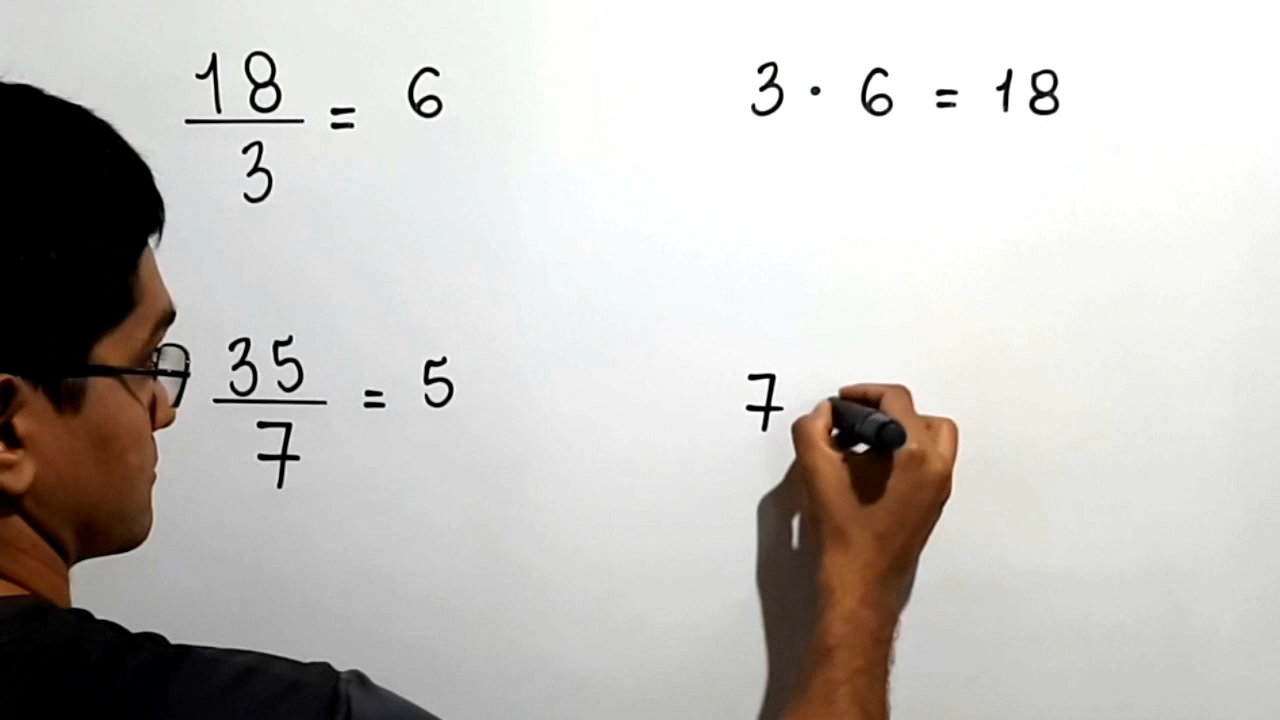 18/3 = 6
3 · 6 = 18
35/7 = 5
7